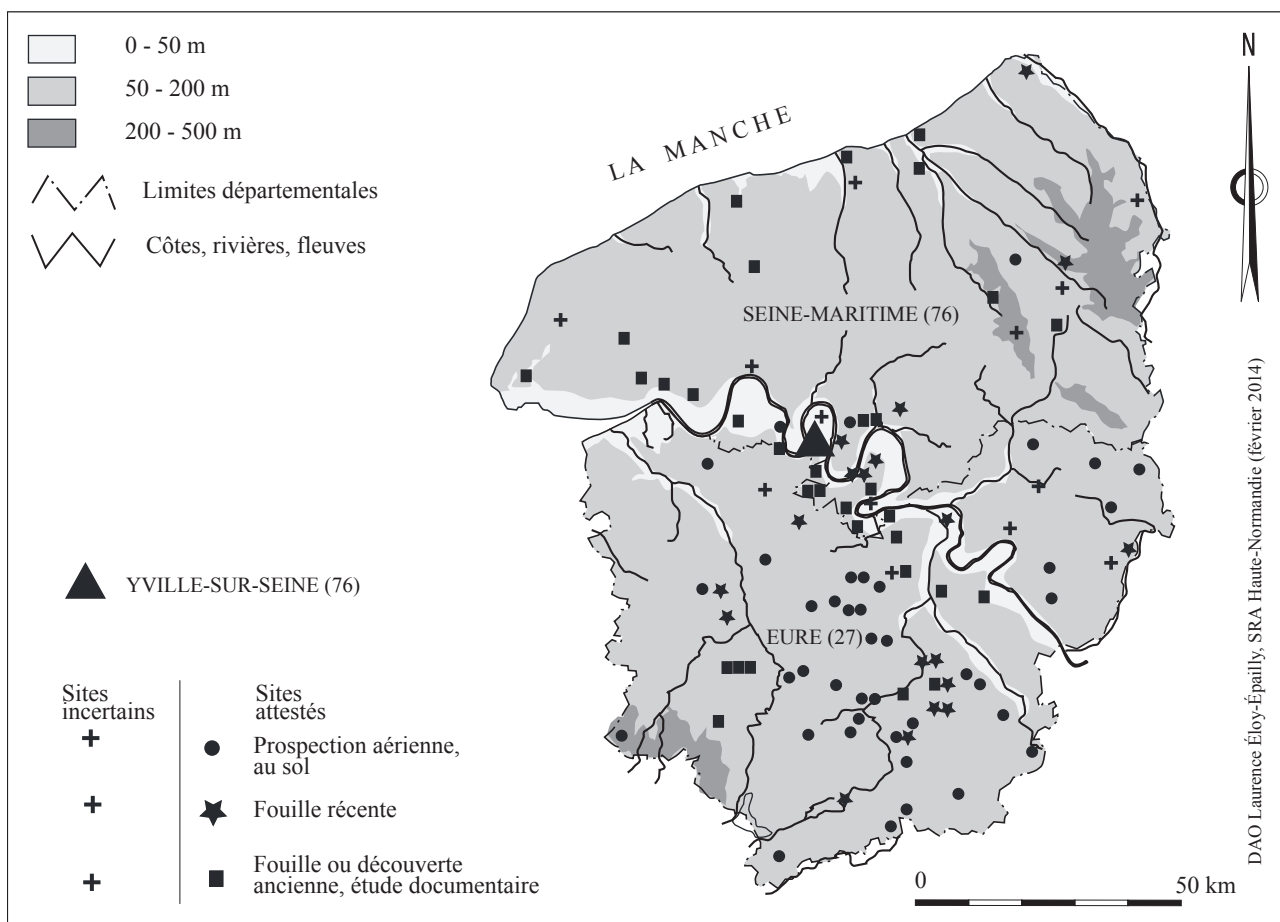 0 - 50 m
50 - 200 m
200 - 500 m
Limites départementales
Côtes, rivières, fleuves
N
LA MANCHE
SEINE-MARITIME (76)
YVILLE-SUR-SEINE (76)
EURE (27)
Sites
incertains
Sites
attestés
Prospection aérienne,
au sol
Fouille récente
Fouille ou découverte
ancienne, étude documentaire
0
50 km
DAO Laurence Éloy-Épailly, SRA Haute-Normandie (février 2014)